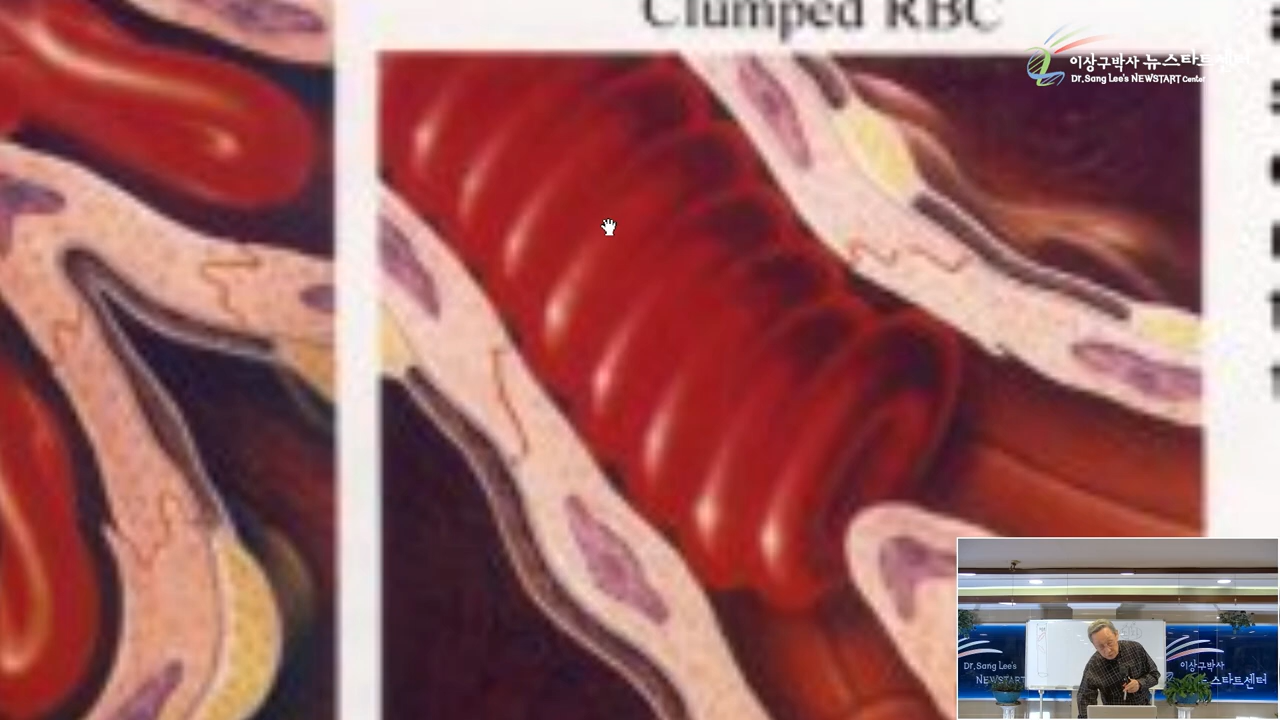 Clumped RBC
이상구박사 뉴스타트센터
Dr. Sang Lee's NEWSTART Center
Dr. Sang Lee's
NEWSTART
이상구박사
뉴스타트센터